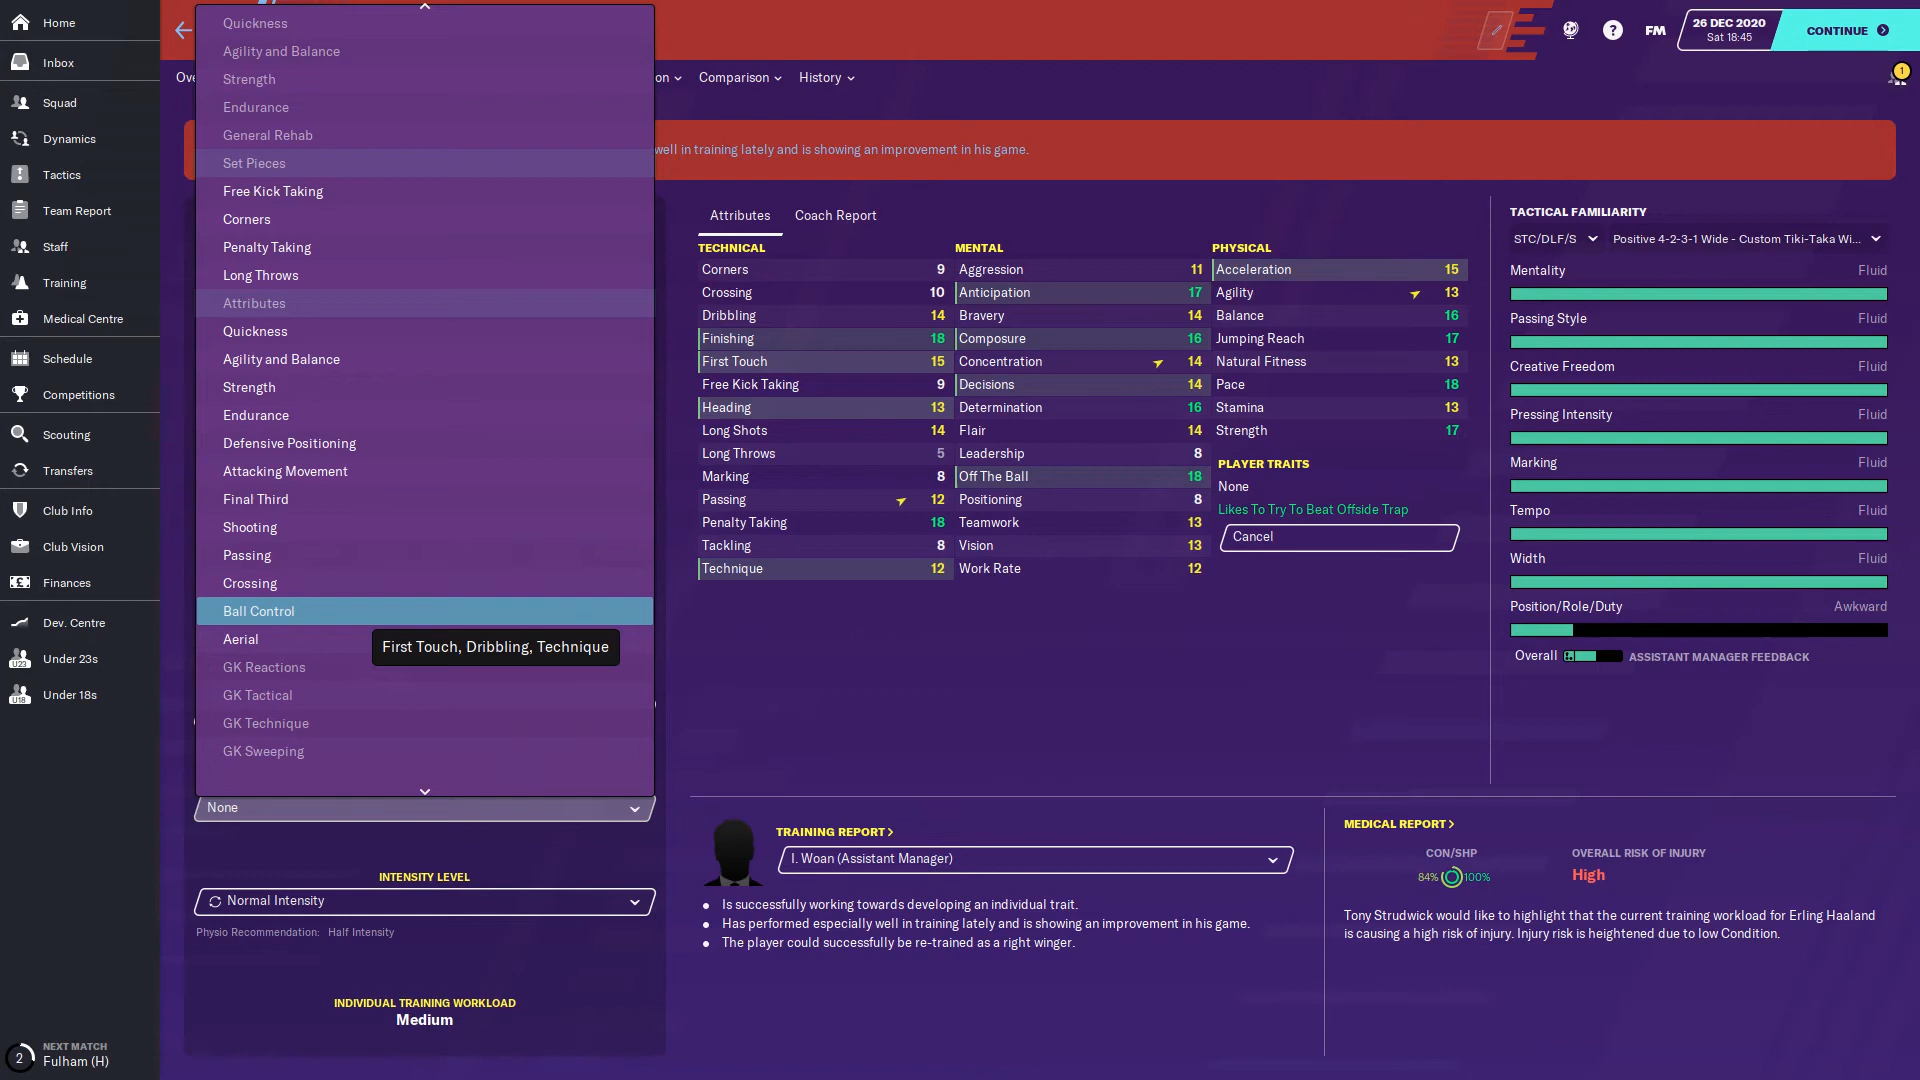 Home
Inbox
Squad
Dynamics
Tactics
Team Report
Staff
Training
Medical Centre
Schedule
Competitions
Scouting
Transfers
Club Info
Club Vision
Finances
Dev. Centre
U23 Under 23s
U18 Under 18s
2 NEXT MATCH
Fulham (H)
Quickness
Agility and Balance
Strength
Endurance
General Rehab
Set Pieces
Free Kick Taking
Corners
Penalty Taking
Long Throws
Attributes
Quickness
Agility and Balance
Strength
Endurance
Defensive Positioning
Attacking Movement
Final Third
Shooting
Passing
Crossing
Ball Control
Aerial
First Touch, Dribbling, Technique
GK Reactions
GK Tactical
GK Technique
GK Sweeping
None
INTENSITY LEVEL
Normal Intensity
Physio Recommendation: Half Intensity
INDIVIDUAL TRAINING WORKLOAD
Medium
? FM 26 DEC 2020
Sat 18:45
CONTINUE
1
Ove
on Comparison History
well in training lately and is showing an improvement in his game.
Attributes Coach Report
TECHNICAL
Corners 9
Crossing 10
Dribbling 14
Finishing 18
First Touch 15
Free Kick Taking 9
Heading 13
Long Shots 14
Long Throws 5
Marking 8
Passing 12
Penalty Taking 18
Tackling 8
Technique 12
MENTAL
Aggression 11
Anticipation 17
Bravery 14
Composure 16
Concentration 14
Decisions 14
Determination 16
Flair 14
Leadership 8
Off The Ball 18
Positioning 8
Teamwork 13
Vision 13
Work Rate 12
PHYSICAL
Acceleration 15
Agility 13
Balance 16
Jumping Reach 17
Natural Fitness 13
Pace 18
Stamina 13
Strength 17
PLAYER TRAITS
None
Likes To Try To Beat Offside Trap
Cancel
TACTICAL FAMILIARITY
STC/DLF/S Positive 4-2-3-1 Wide - Custom Tiki-Taka Wi...
Mentality Fluid
Passing Style Fluid
Creative Freedom Fluid
Pressing Intensity Fluid
Marking Fluid
Tempo Fluid
Width Fluid
Position/Role/Duty Awkward
Overall ASSISTANT MANAGER FEEDBACK
TRAINING REPORT >
I. Woan (Assistant Manager)
• Is successfully working towards developing an individual trait.
• Has performed especially well in training lately and is showing an improvement in his game.
• The player could successfully be re-trained as a right winger.
MEDICAL REPORT >
CON/SHP
84% 100%
OVERALL RISK OF INJURY
High
Tony Strudwick would like to highlight that the current training workload for Erling Haaland
is causing a high risk of injury. Injury risk is heightened due to low Condition.